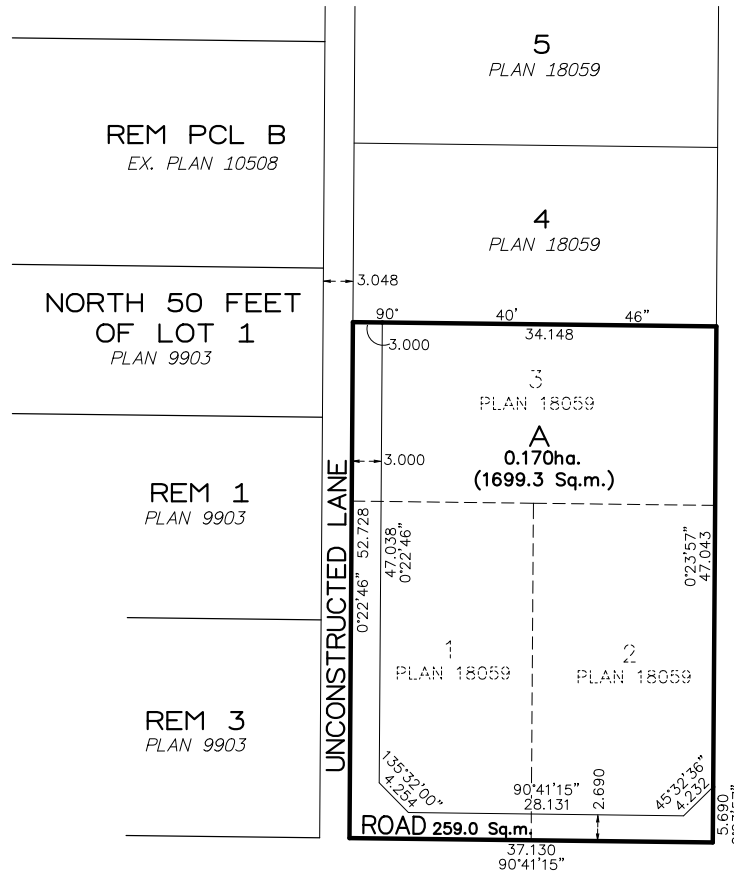 5
PLAN 18059
REM PCL B
EX. PLAN 10508
4
PLAN 18059
3.048
NORTH 50 FEET
OF LOT 1
PLAN 9903
90° 40' 46"
34.148
3.000
3
PLAN 18059
A
0.170ha.
(1699.3 Sq.m.)
3.000
REM 1
PLAN 9903
UNCONSTRUCTED LANE
0°22'46" 52.728
47.038
0°22'46"
0°23'57"
47.043
1
PLAN 18059
2
PLAN 18059
REM 3
PLAN 9903
135°32'00"
4.254
90°41'15"
28.131
2.690
45°32'36"
4.232
5.690
ROAD 259.0 Sq.m.
37.130
90°41'15"